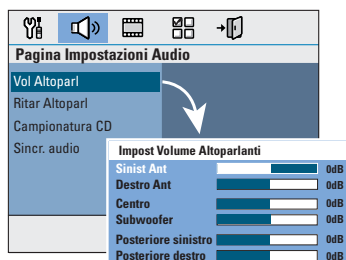 Pagina Impostazioni Audio
Vol Altoparl
Ritar Altoparl
Campionatura CD
Sincr. audio
Impost Volume Altoparlanti
Sinist Ant 0dB
Destro Ant 0dB
Centro 0dB
Subwoofer 0dB
Posteriore sinistro 0dB
Posteriore destro 0dB